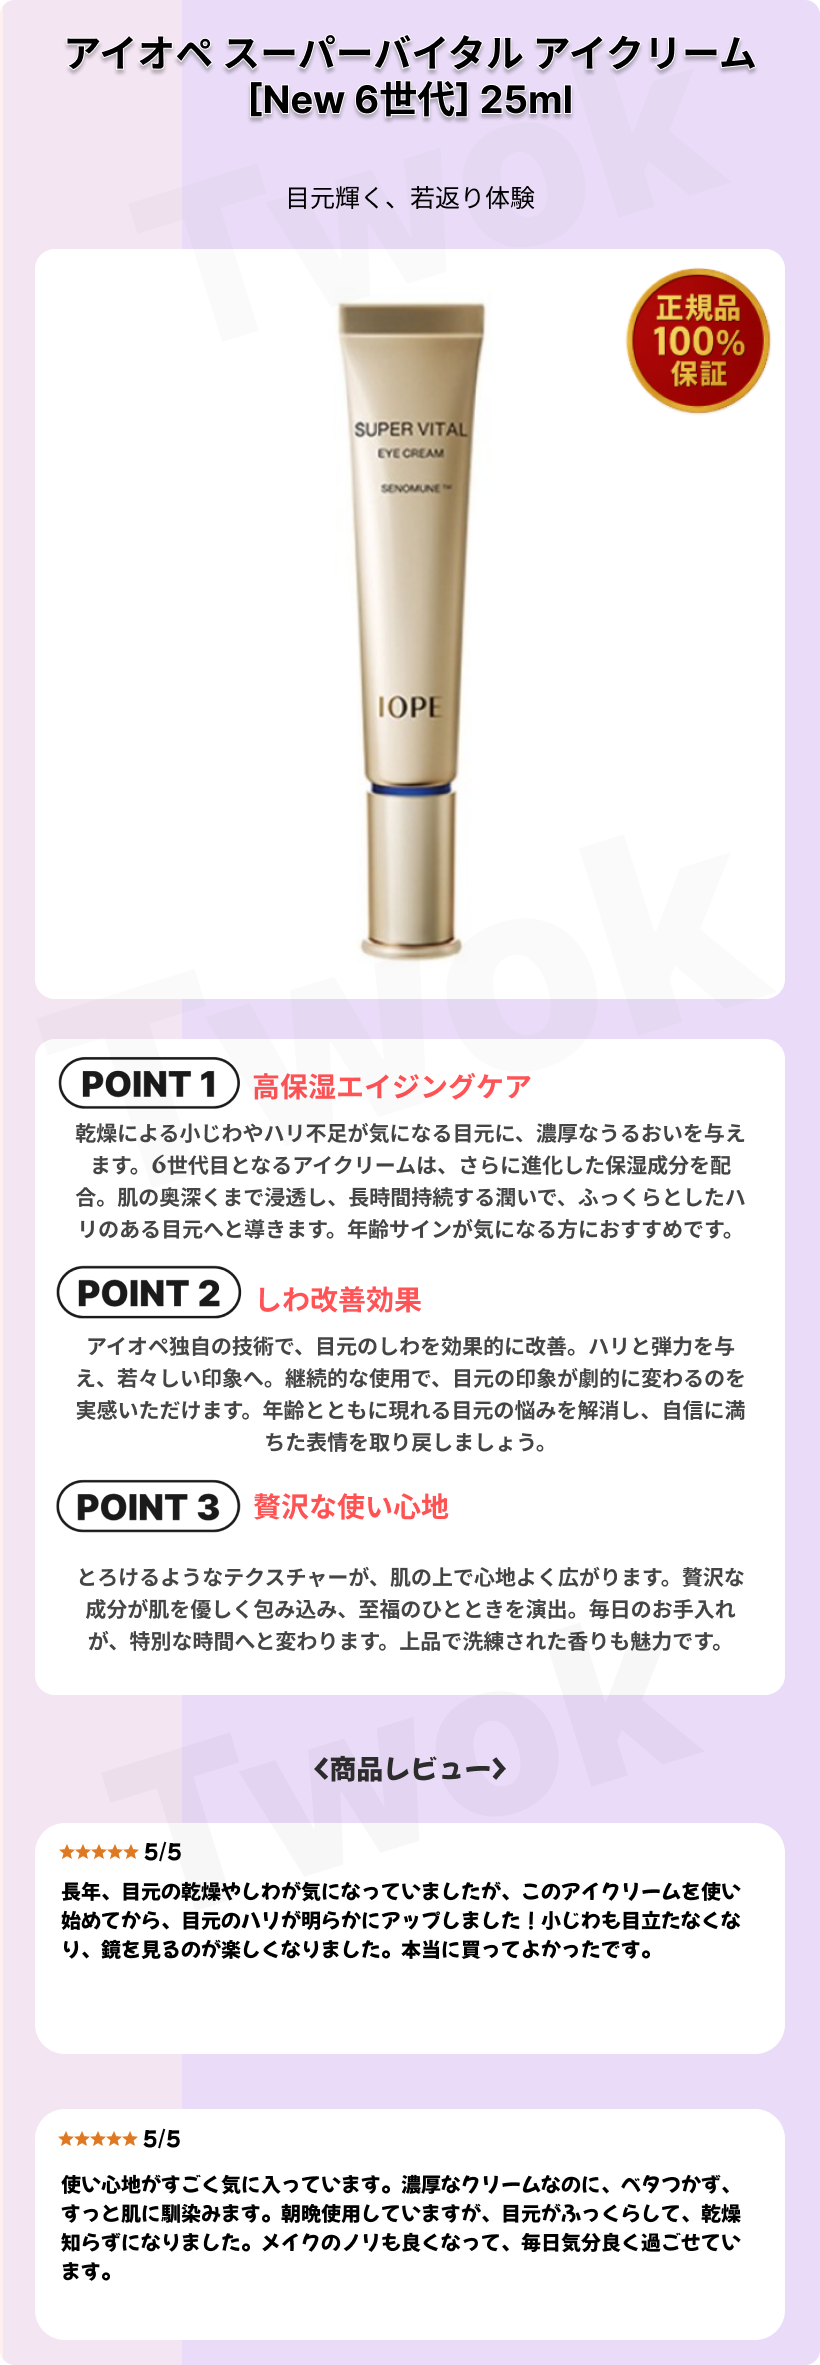 アイオペ スーパーバイタル アイクリーム
[New 6世代] 25ml
目元輝く、若返り体験
正規品
100%
保証
SUPER VITAL
EYE CREAM
SENOMUNE™
IOPE
POINT 1 高保湿エイジングケア
乾燥による小じわやハリ不足が気になる目元に、濃厚なうるおいを与え
ます。6世代目となるアイクリームは、さらに進化した保湿成分を配
合。肌の奥深くまで浸透し、長時間持続する潤いで、ふっくらとしたハ
リのある目元へと導きます。年齢サインが気になる方におすすめです。
POINT 2 しわ改善効果
アイオペ独自の技術で、目元のしわを効果的に改善。ハリと弾力を与
え、若々しい印象へ。継続的な使用で、目元の印象が劇的に変わるのを
実感いただけます。年齢とともに現れる目元の悩みを解消し、自信に満
ちた表情を取り戻しましょう。
POINT 3 贅沢な使い心地
とろけるようなテクスチャーが、肌の上で心地よく広がります。贅沢な
成分が肌を優しく包み込み、至福のひとときを演出。毎日のお手入れ
が、特別な時間へと変わります。上品で洗練された香りも魅力です。
<商品レビュー>
★★★★★ 5/5
長年、目元の乾燥やしわが気になっていましたが、このアイクリームを使い
始めてから、目元のハリが明らかにアップしました！小じわも目立たなくな
り、鏡を見るのが楽しくなりました。本当に買ってよかったです。
★★★★★ 5/5
使い心地がすごく気に入っています。濃厚なクリームなのに、ベタつかず、
すっと肌に馴染みます。朝晩使用していますが、目元がふっくらして、乾燥
知らずになりました。メイクのノリも良くなって、毎日気分良く過ごせてい
ます。
Twok
Twok
Twok